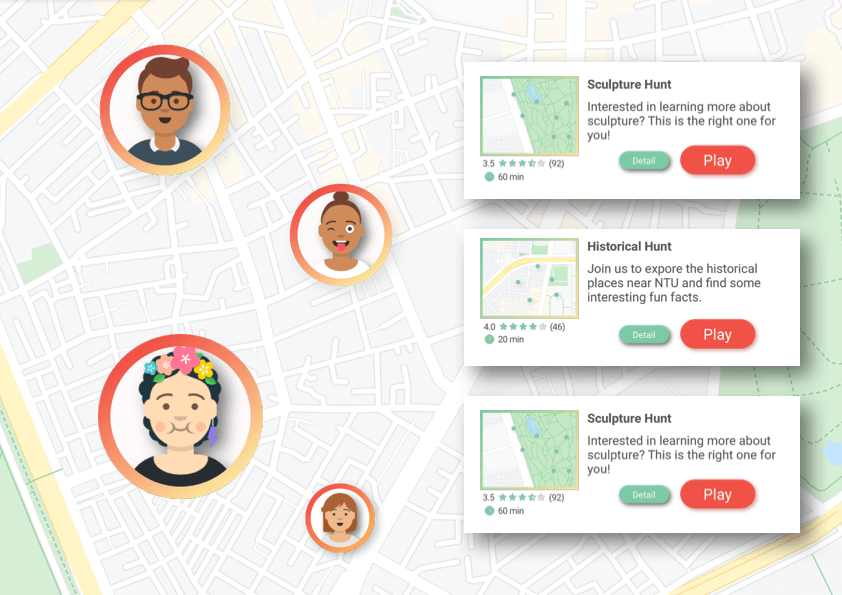 Sculpture Hunt
Interested in learning more about
sculpture? This is the right one for
you!
3.5 (92)
60 min
Detail
Play
Historical Hunt
Join us to expore the historical
places near NTU and find some
interesting fun facts.
4.0 (46)
20 min
Detail
Play
Sculpture Hunt
Interested in learning more about
sculpture? This is the right one for
you!
3.5 (92)
60 min
Detail
Play